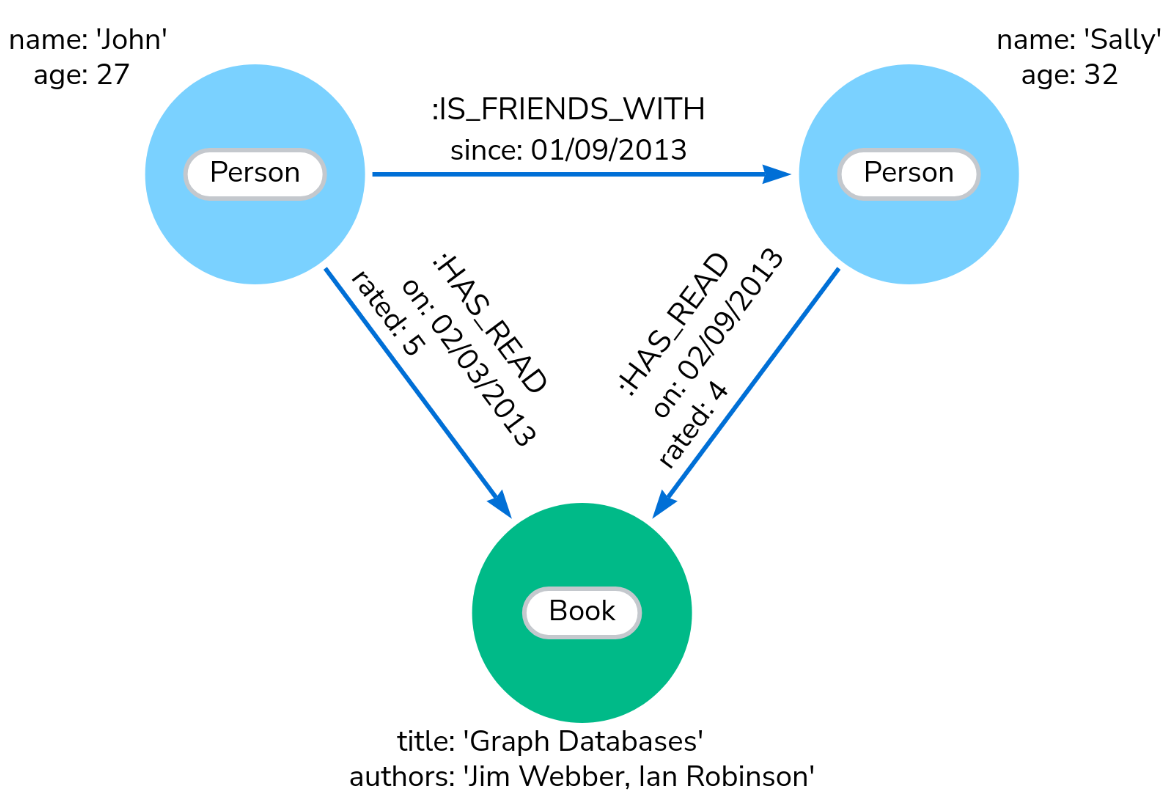 name: 'John'
age: 27
name: 'Sally'
age: 32
:IS_FRIENDS_WITH
since: 01/09/2013
Person
Person
:HAS_READ
on: 02/03/2013
rated: 5
:HAS_READ
on: 02/09/2013
rated: 4
Book
title: 'Graph Databases'
authors: 'Jim Webber, Ian Robinson'